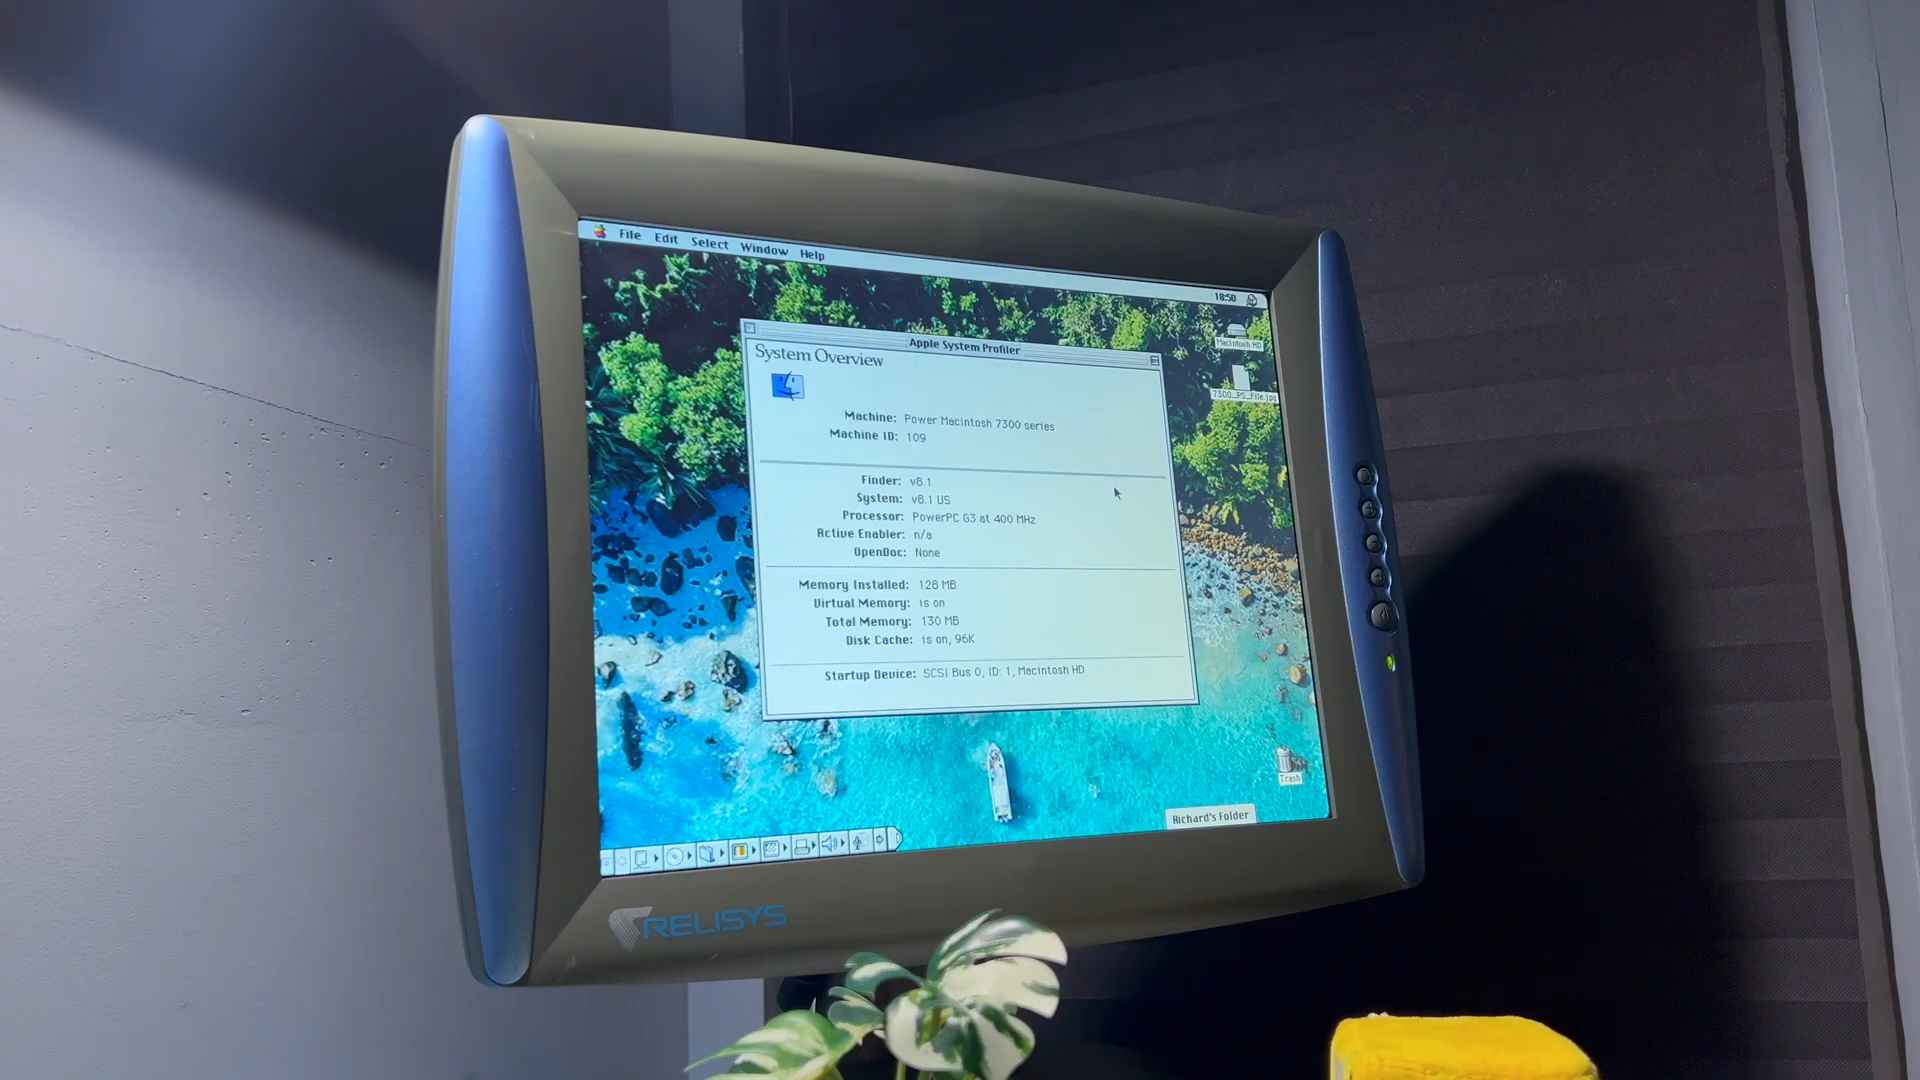 File Edit Select Window Help
18:50
Macintosh HD
7300_PS_File.jpg
Apple System Profiler
System Overview
Machine: Power Macintosh 7300 series
Machine ID: 109
Finder: v8.1
System: v8.1 US
Processor: PowerPC G3 at 400 MHz
Active Enabler: n/a
OpenDoc: None
Memory Installed: 128 MB
Virtual Memory: is on
Total Memory: 130 MB
Disk Cache: is on, 96K
Startup Device: SCSI Bus 0, ID: 1, Macintosh HD
Trash
Richard's Folder
RELISYS